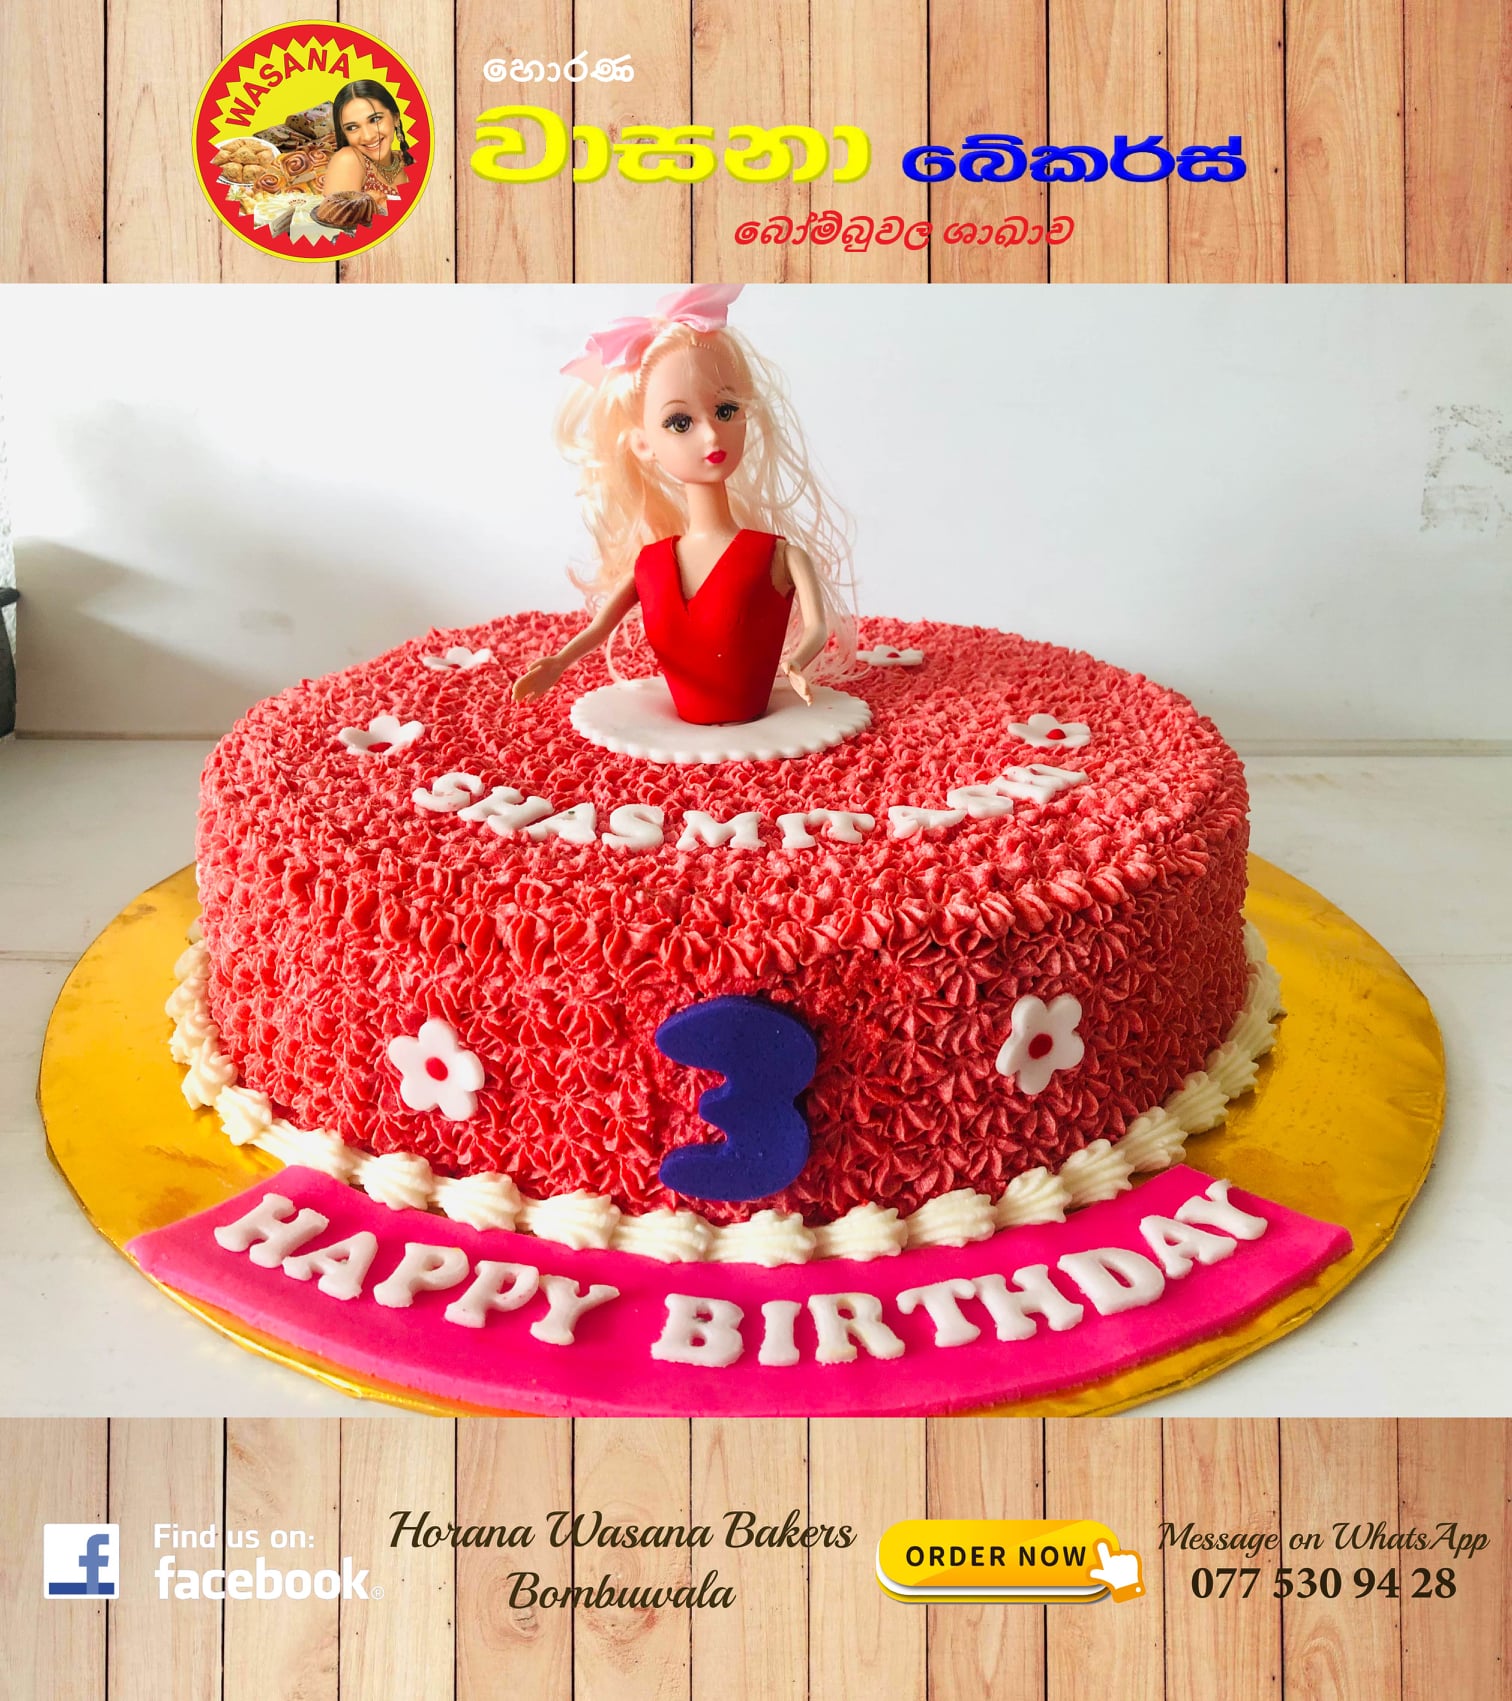 WASANA
හොරණ
වාසනා බේකරස්
බෝම්බුවල ශාඛාව
SHASMITASHI
3
HAPPY BIRTHDAY
Find us on:
facebook®
Horana Wasana Bakers
Bombuwala
ORDER NOW
Message on WhatsApp
077 530 94 28